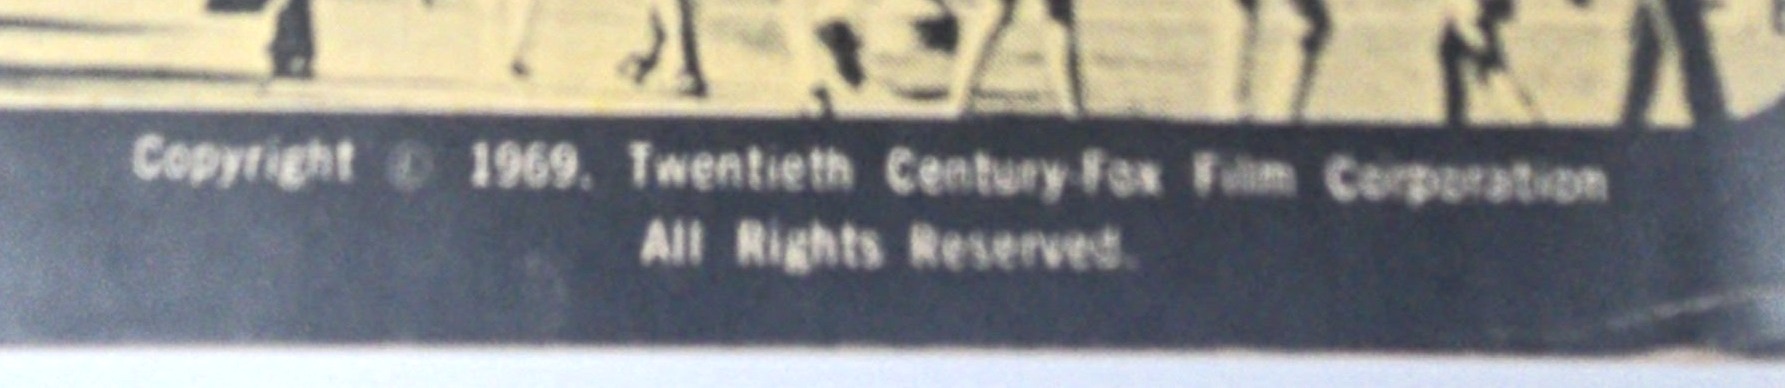 Copyright © 1969. Twentieth Century-Fox Film Corporation
All Rights Reserved.